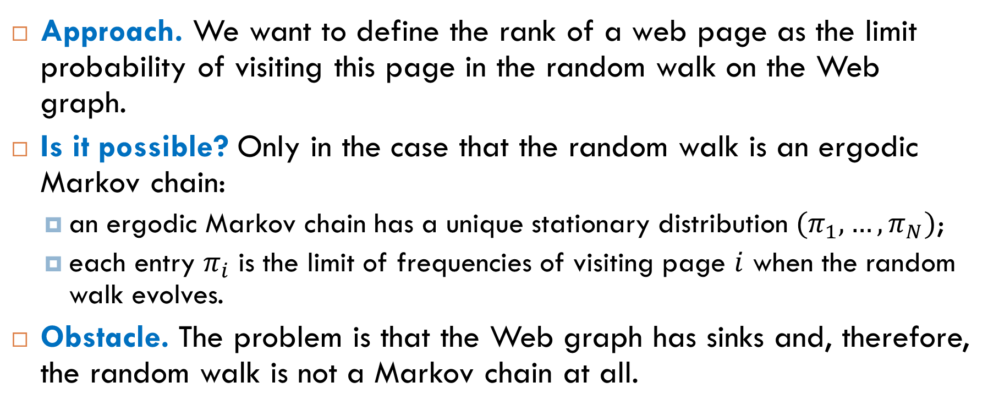 Approach. We want to define the rank of a web page as the limit
probability of visiting this page in the random walk on the Web
graph.
Is it possible? Only in the case that the random walk is an ergodic
Markov chain:
an ergodic Markov chain has a unique stationary distribution (π₁, … , π_N);
each entry π_i is the limit of frequencies of visiting page i when the random
walk evolves.
Obstacle. The problem is that the Web graph has sinks and, therefore,
the random walk is not a Markov chain at all.